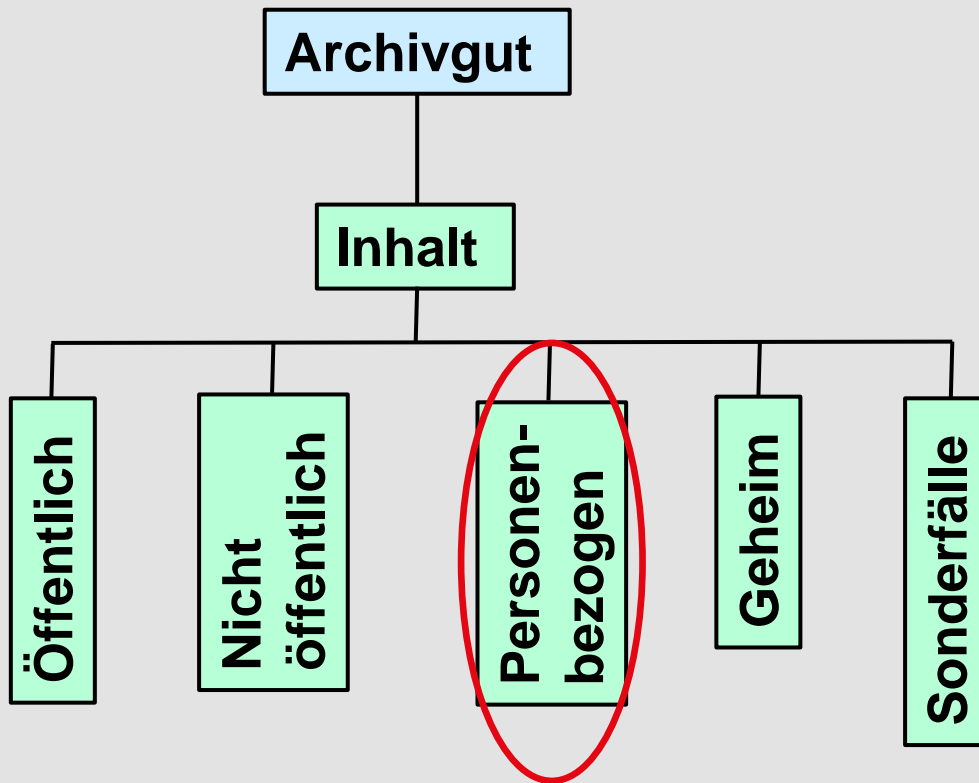 Archivgut
Inhalt
Öffentlich
Nicht
öffentlich
Personen-
bezogen
Geheim
Sonderfälle